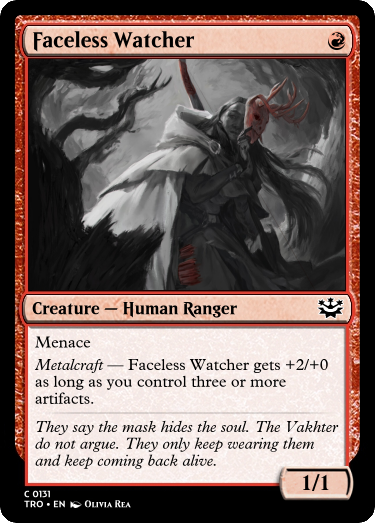 Faceless Watcher
Creature — Human Ranger
Menace
Metalcraft — Faceless Watcher gets +2/+0
as long as you control three or more
artifacts.
They say the mask hides the soul. The Vakhter
do not argue. They only keep wearing them
and keep coming back alive.
1/1
C 0131
TRO • EN Olivia Rea